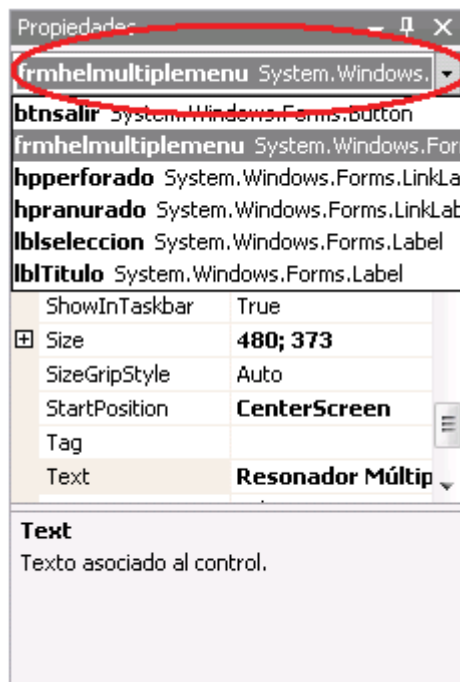 Propiedades
frmhelmultiplemenu System.Windows.
btnsalir System.Windows.Forms.Button
frmhelmultiplemenu System.Windows.For
hpperforado System.Windows.Forms.LinkLa
hpranurado System.Windows.Forms.LinkLab
lblseleccion System.Windows.Forms.Label
lblTitulo System.Windows.Forms.Label
ShowInTaskbar True
Size 480; 373
SizeGripStyle Auto
StartPosition CenterScreen
Tag
Text Resonador Múltip
Text
Texto asociado al control.